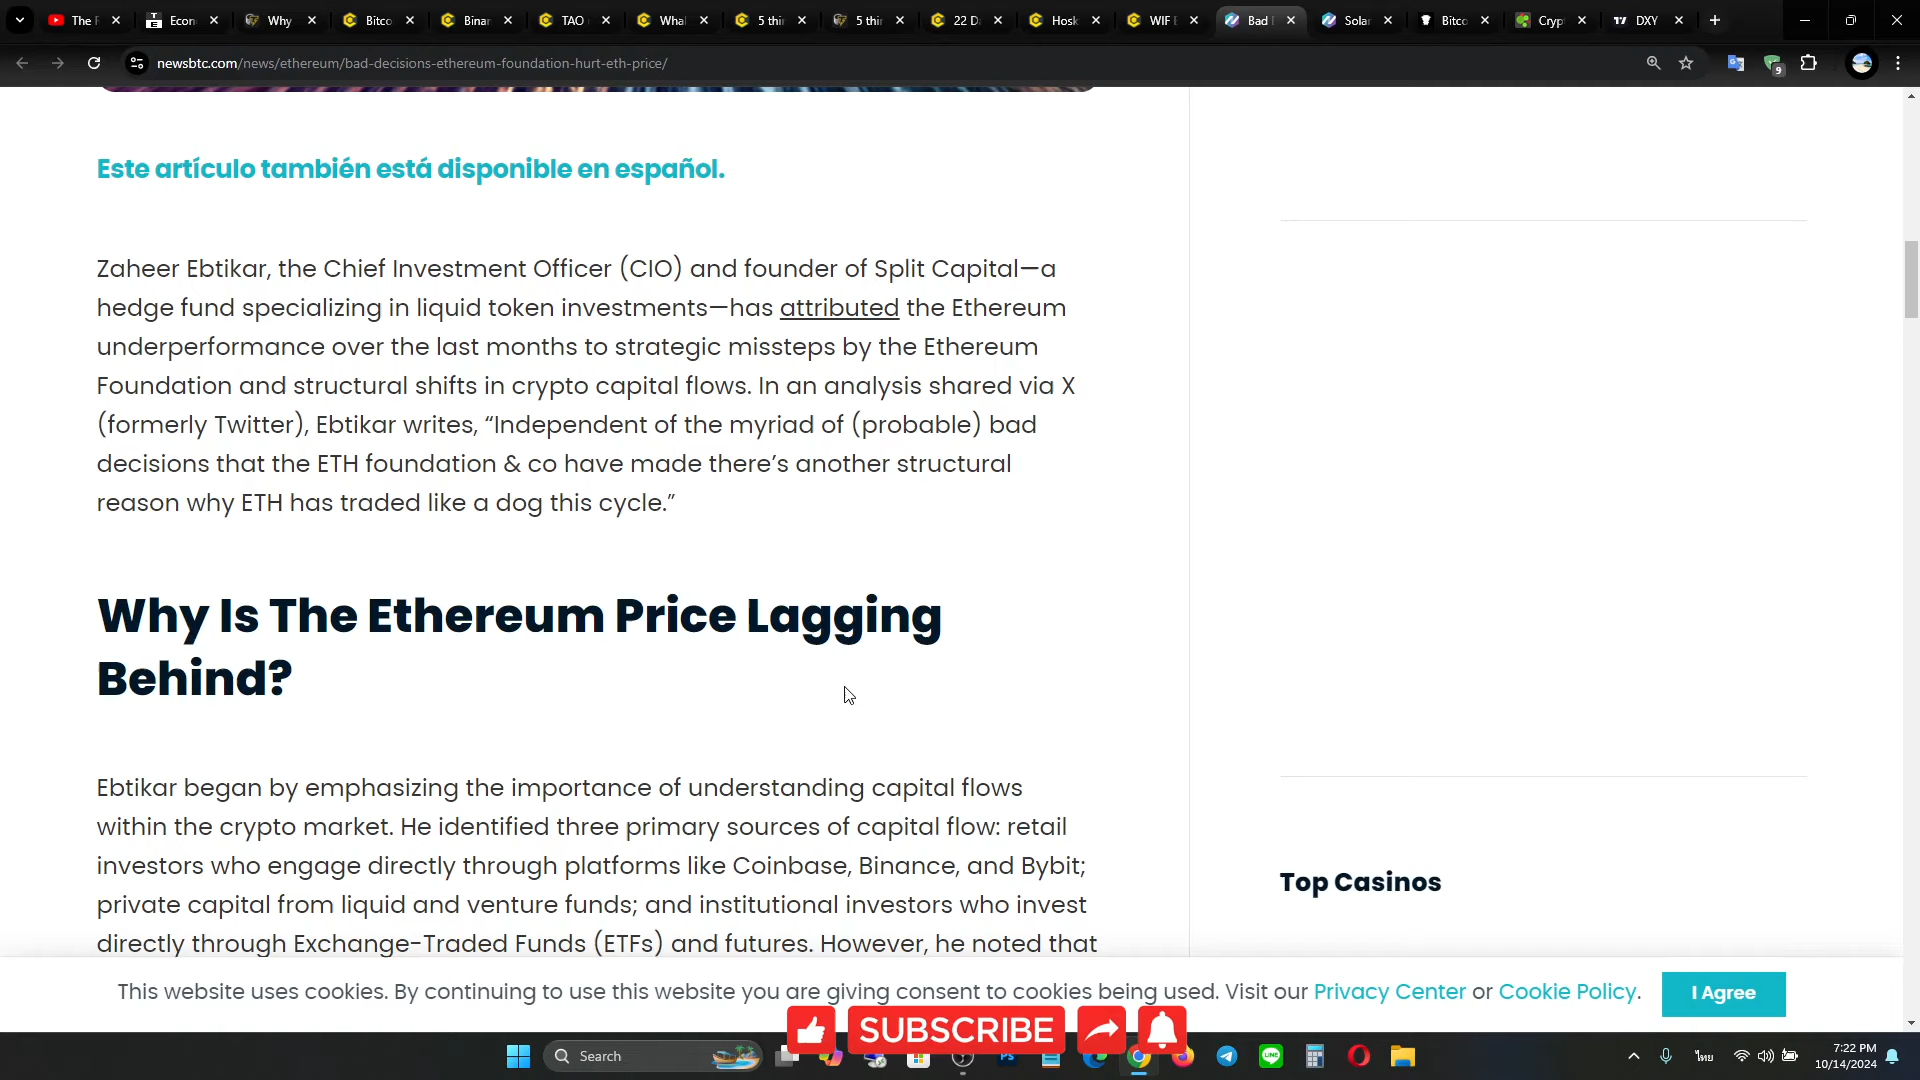 The F
Econ
Why
Bitco
Binar
TAO
Wha
5 thin
5 thin
22 D
Hosk
WIF E
Bad
Solar
Bitco
Cryp
DXY
newsbtc.com/news/ethereum/bad-decisions-ethereum-foundation-hurt-eth-price/
9
Este artículo también está disponible en español.
Zaheer Ebtikar, the Chief Investment Officer (CIO) and founder of Split Capital—a
hedge fund specializing in liquid token investments—has attributed the Ethereum
underperformance over the last months to strategic missteps by the Ethereum
Foundation and structural shifts in crypto capital flows. In an analysis shared via X
(formerly Twitter), Ebtikar writes, “Independent of the myriad of (probable) bad
decisions that the ETH foundation & co have made there’s another structural
reason why ETH has traded like a dog this cycle.”
Why Is The Ethereum Price Lagging
Behind?
Ebtikar began by emphasizing the importance of understanding capital flows
within the crypto market. He identified three primary sources of capital flow: retail
investors who engage directly through platforms like Coinbase, Binance, and Bybit;
private capital from liquid and venture funds; and institutional investors who invest
directly through Exchange-Traded Funds (ETFs) and futures. However, he noted that
Top Casinos
This website uses cookies. By continuing to use this website you are giving consent to cookies being used. Visit our Privacy Center or Cookie Policy.
I Agree
SUBSCRIBE
Search
ไทย
7:22 PM
10/14/2024